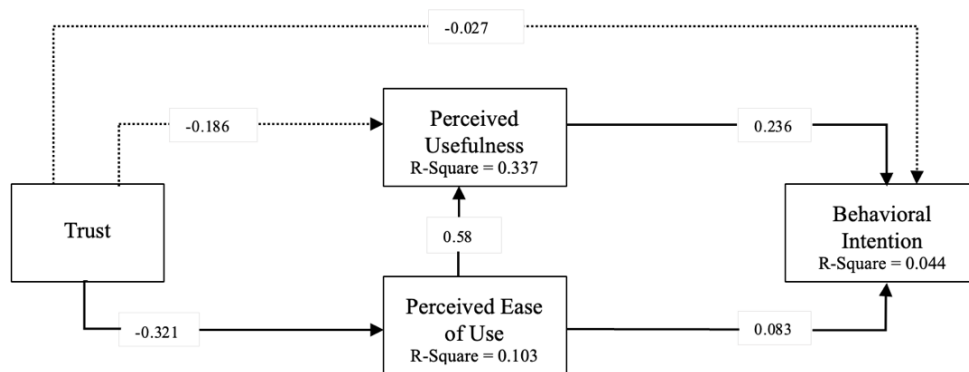 -0.027
-0.186
Perceived
Usefulness
R-Square = 0.337
0.236
Trust
0.58
Behavioral
Intention
R-Square = 0.044
-0.321
Perceived Ease
of Use
R-Square = 0.103
0.083